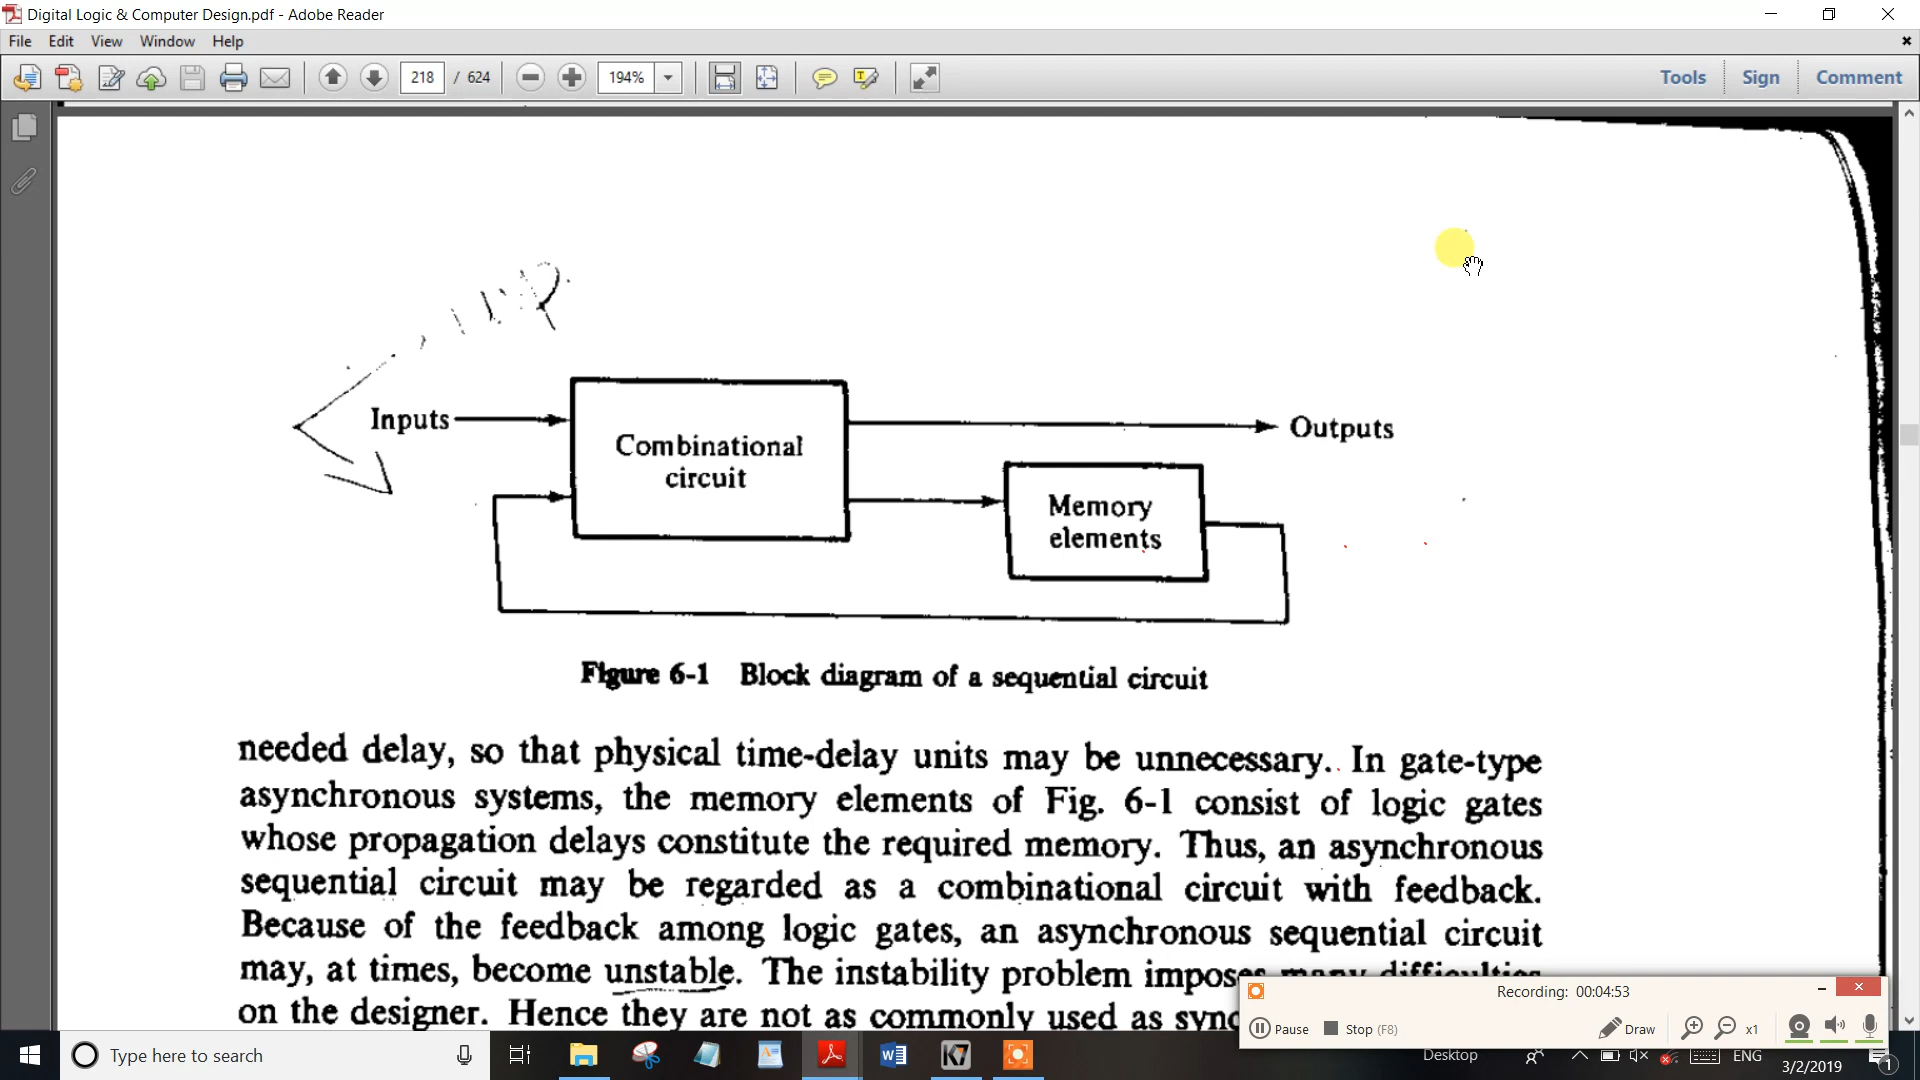 Digital Logic & Computer Design.pdf - Adobe Reader
File Edit View Window Help
218 / 624 194% Tools Sign Comment
Inputs
Combinational
circuit
Outputs
Memory
elements
Figure 6-1 Block diagram of a sequential circuit
needed delay, so that physical time-delay units may be unnecessary. In gate-type
asynchronous systems, the memory elements of Fig. 6-1 consist of logic gates
whose propagation delays constitute the required memory. Thus, an asynchronous
sequential circuit may be regarded as a combinational circuit with feedback.
Because of the feedback among logic gates, an asynchronous sequential circuit
may, at times, become unstable. The instability problem imposes many difficulties
on the designer. Hence they are not as commonly used as sync
Recording: 00:04:53
Pause Stop (F8) Draw x1
Type here to search
Desktop ENG
3/2/2019
1